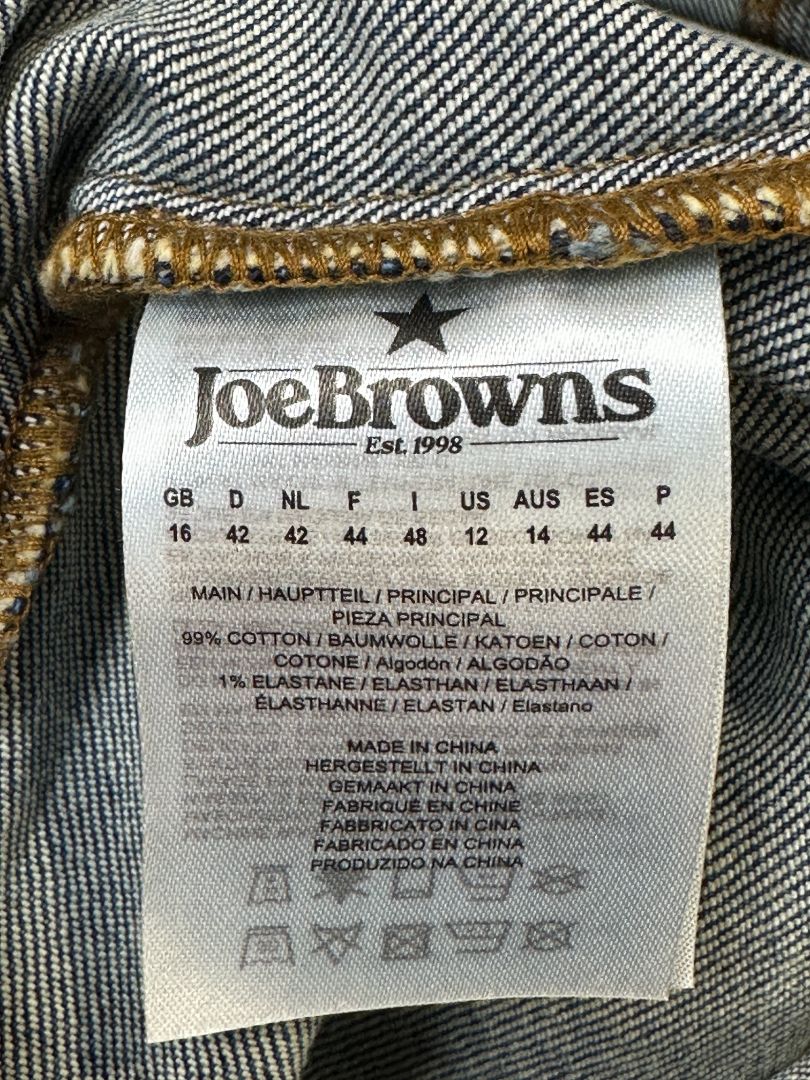 JoeBrowns
Est. 1998
GB D NL F I US AUS ES P
16 42 42 44 48 12 14 44 44
MAIN / HAUPTTEIL / PRINCIPAL / PRINCIPALE /
PIEZA PRINCIPAL
99% COTTON / BAUMWOLLE / KATOEN / COTON /
COTONE / Algodón / ALGODÃO
1% ELASTANE / ELASTHAN / ELASTHAAN /
ÉLASTHANNE / ELASTAN / Elastano
MADE IN CHINA
HERGESTELLT IN CHINA
GEMAAKT IN CHINA
FABRIQUÉ EN CHINE
FABBRICATO IN CINA
FABRICADO EN CHINA
PRODUZIDO NA CHINA